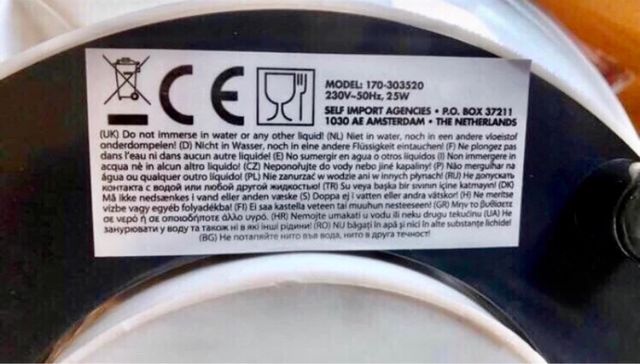 CE
MODEL: 170-303520
230V~50Hz, 25W
SELF IMPORT AGENCIES • P.O. BOX 37211
1030 AE AMSTERDAM • THE NETHERLANDS
(UK) Do not immerse in water or any other liquid! (NL) Niet in water, noch in een andere vloeistof
onderdompelen! (D) Nicht in Wasser, noch in eine andere Flüssigkeit eintauchen! (F) Ne plongez pas
dans l'eau ni dans aucun autre liquide! (E) No sumergir en agua o otros liquidos (I) Non immergere in
acqua nè in alcun altro liquido! (CZ) Neponořujte do vody nebo jiné kapaliny! (P) Não mergulhar na
água ou qualquer outro líquido! (PL) Nie zanurzać w wodzie ani w innych płynach! (RU) Не допускать
контакта с водой или любой другой жидкостью! (TR) Su veya başka bir sıvının içine katmayın! (DK)
Må ikke nedsænkes i vand eller anden væske (S) Doppa ej i vatten eller andra vätskor! (H) Ne merítse
vízbe vagy egyéb folyadékba! (FI) Ei saa kastella veteen tai muuhun nesteeseen! (GR) Μην το βυθίσετε
σε νερό ή σε οποιοδήποτε άλλο υγρό. (HR) Nemojte umakati u vodu ili neku drugu tekućinu (UA) Не
занурювати у воду та також ні в які інші рідини! (RO) NU băgați în apă și nici în alte substanțe lichide!
(BG) Не потапяйте нито във вода, нито в друга течност!